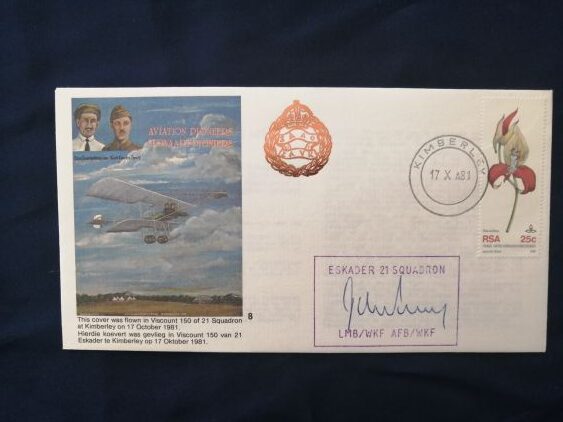 AVIATION PIONEERS
LUGVAARTPIONIERS
This cover was flown in Viscount 150 of 21 Squadron
at Kimberley on 17 October 1981.
Hierdie koevert was gevlieg in Viscount 150 van 21
Eskader te Kimberley op 17 Oktober 1981.
8
KIMBERLEY
17 X A81
RSA 25c
ESKADER 21 SQUADRON
LMB/WKF AFB/WKF